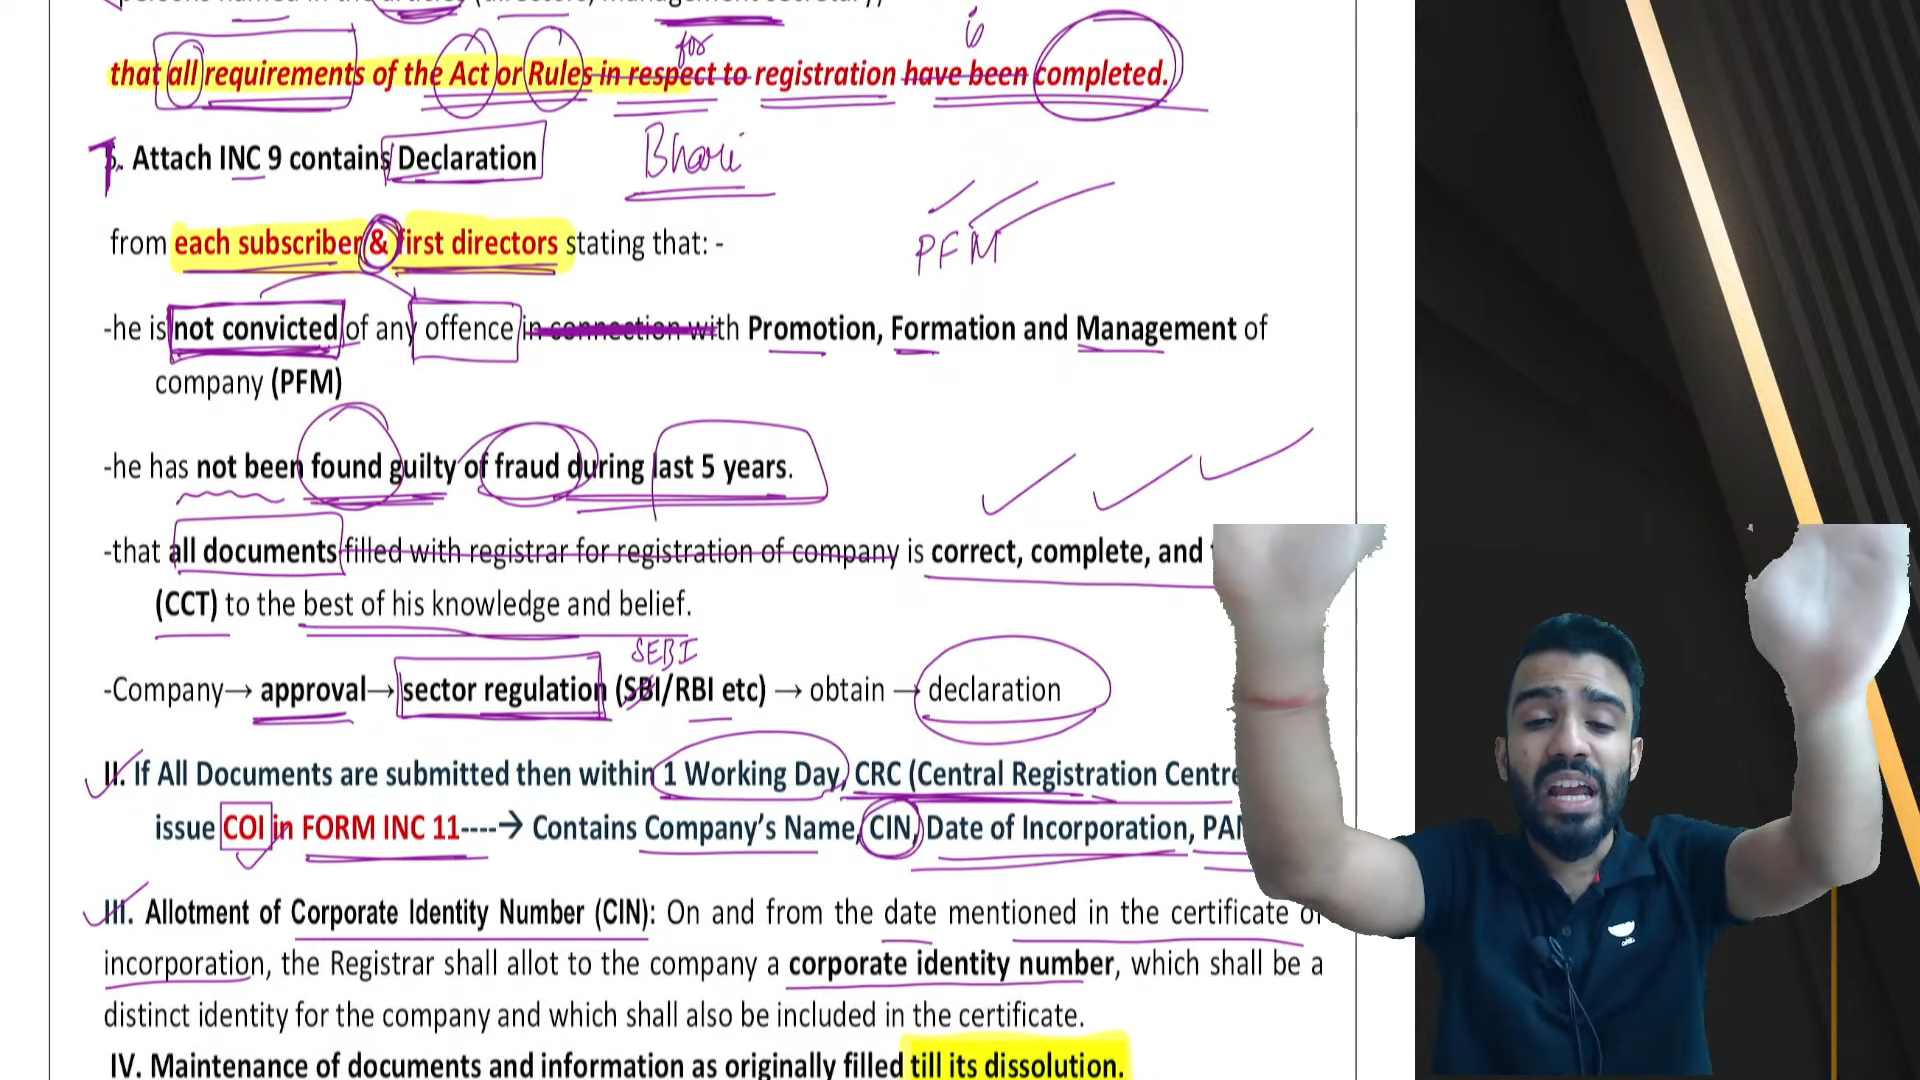 for is
that all requirements of the Act or Rules in respect to registration have been completed.
5. Attach INC 9 contains Declaration Bhari
from each subscriber & first directors stating that: - PFM
-he is not convicted of any offence in connection with Promotion, Formation and Management of
company (PFM)
-he has not been found guilty of fraud during last 5 years.
-that all documents filled with registrar for registration of company is correct, complete, and
(CCT) to the best of his knowledge and belief.
SEBI
-Company→ approval→ sector regulation (SBI/RBI etc) → obtain → declaration
II. If All Documents are submitted then within 1 Working Day, CRC (Central Registration Centre
issue COI in FORM INC 11----→ Contains Company's Name, CIN, Date of Incorporation, PAN
III. Allotment of Corporate Identity Number (CIN): On and from the date mentioned in the certificate of
incorporation, the Registrar shall allot to the company a corporate identity number, which shall be a
distinct identity for the company and which shall also be included in the certificate.
IV. Maintenance of documents and information as originally filled till its dissolution.